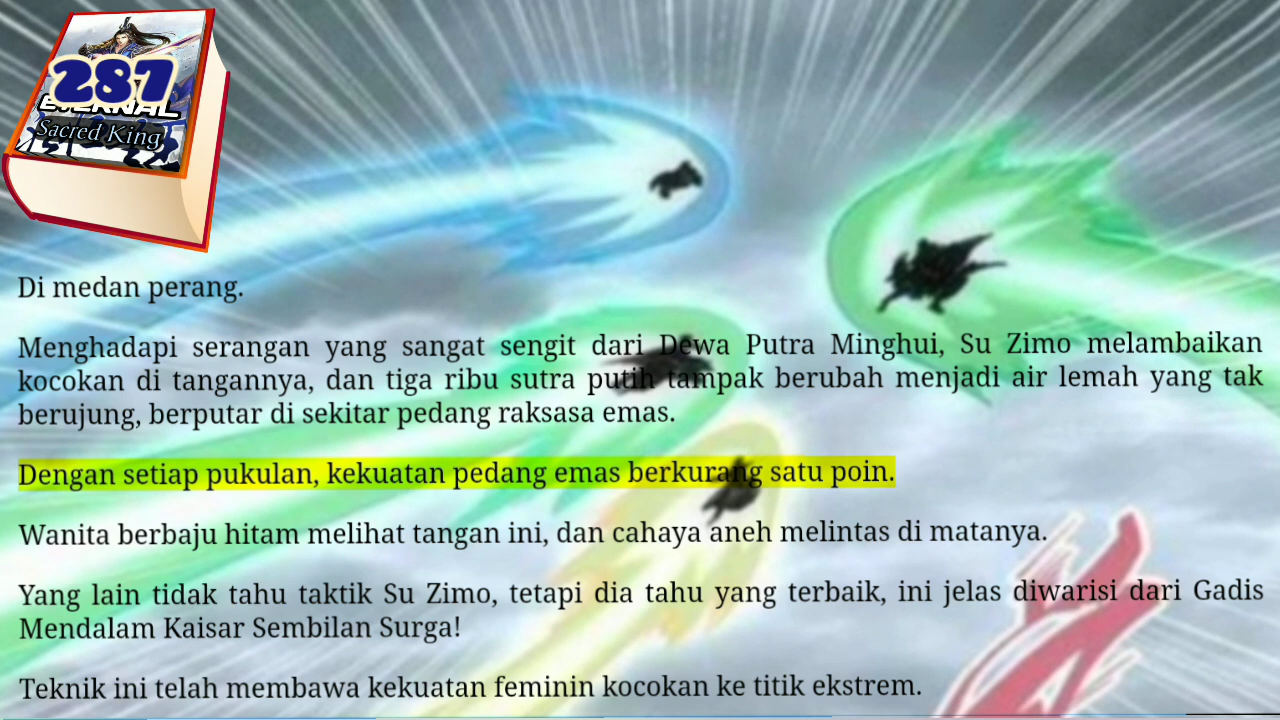 287
ETERNAL
Sacred King
Di medan perang.
Menghadapi serangan yang sangat sengit dari Dewa Putra Minghui, Su Zimo melambaikan
kocokan di tangannya, dan tiga ribu sutra putih tampak berubah menjadi air lemah yang tak
berujung, berputar di sekitar pedang raksasa emas.
Dengan setiap pukulan, kekuatan pedang emas berkurang satu poin.
Wanita berbaju hitam melihat tangan ini, dan cahaya aneh melintas di matanya.
Yang lain tidak tahu taktik Su Zimo, tetapi dia tahu yang terbaik, ini jelas diwarisi dari Gadis
Mendalam Kaisar Sembilan Surga!
Teknik ini telah membawa kekuatan feminin kocokan ke titik ekstrem.